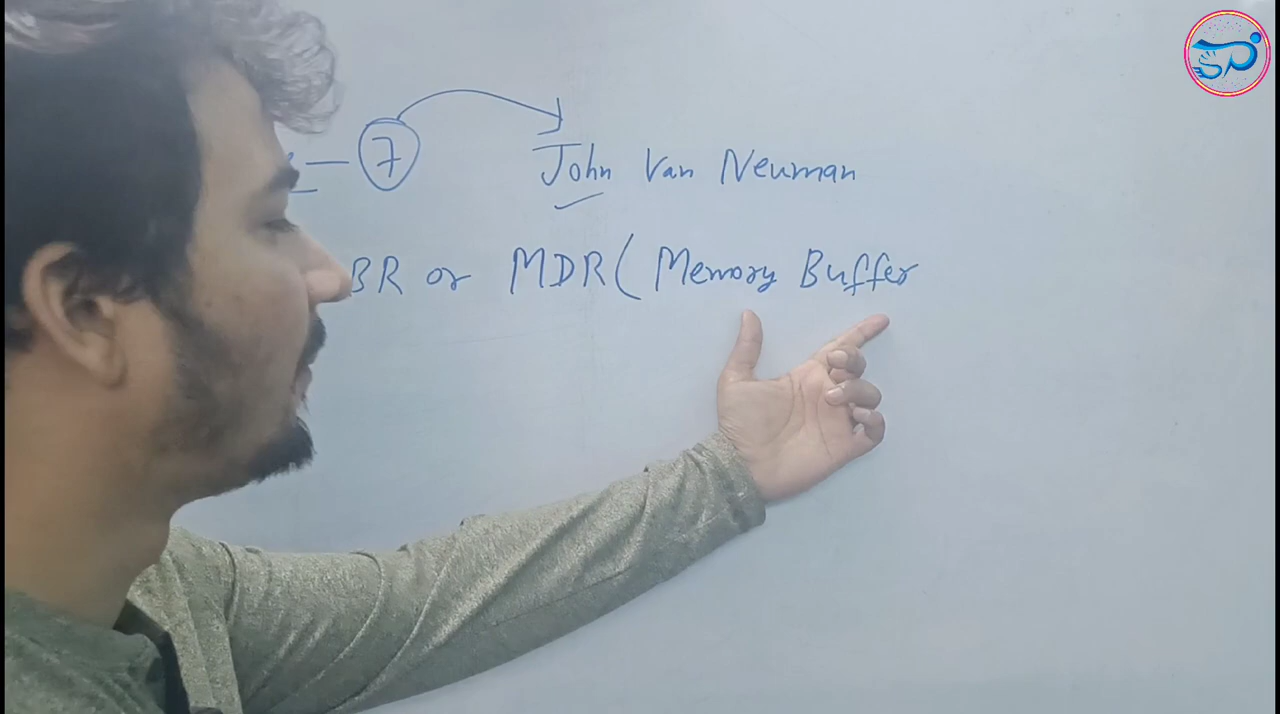 — 7 John Van Neuman
BR or MDR ( Memory Buffer